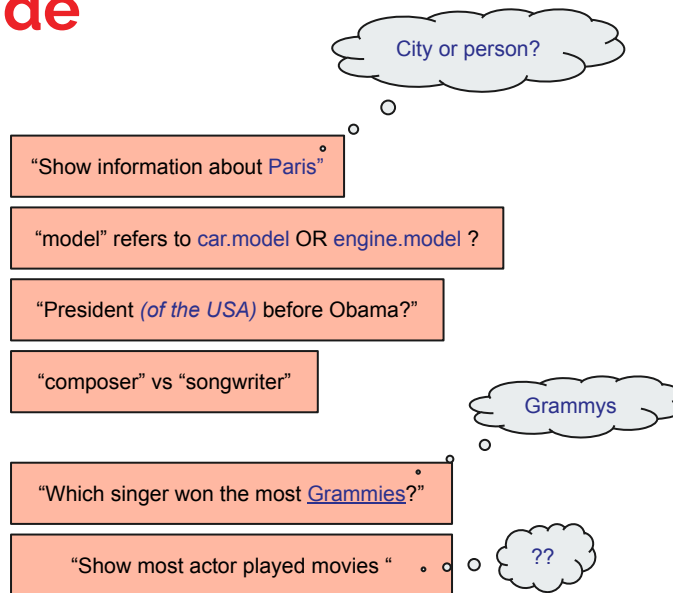 de
City or person?
“Show information about Paris”
“model” refers to car.model OR engine.model ?
“President (of the USA) before Obama?”
“composer” vs “songwriter”
Grammys
“Which singer won the most Grammies?”
“Show most actor played movies “
??